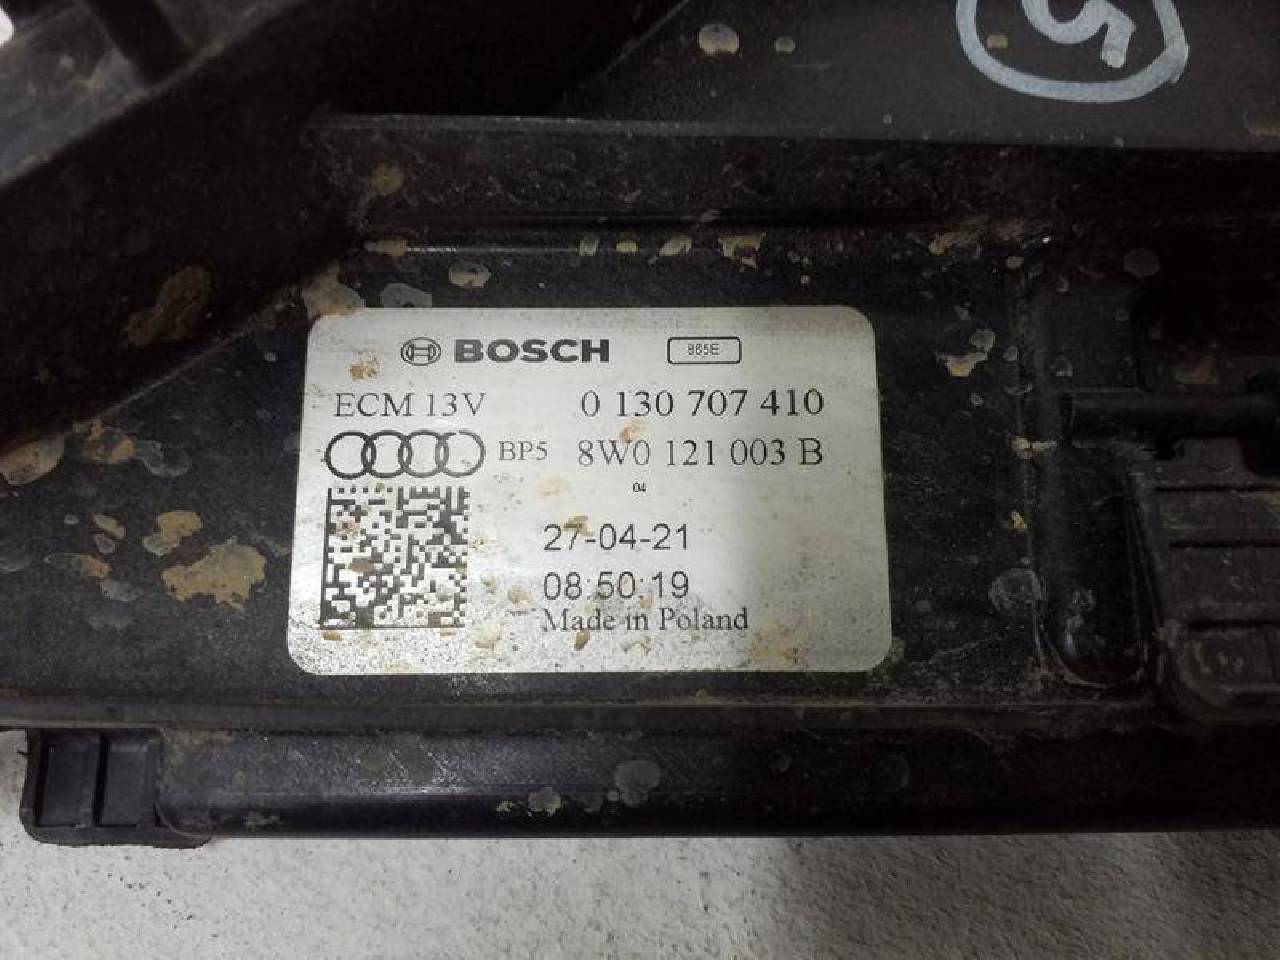 5
BOSCH 865E
ECM 13V 0 130 707 410
BP5 8W0 121 003 B
04
27-04-21
08:50:19
Made in Poland